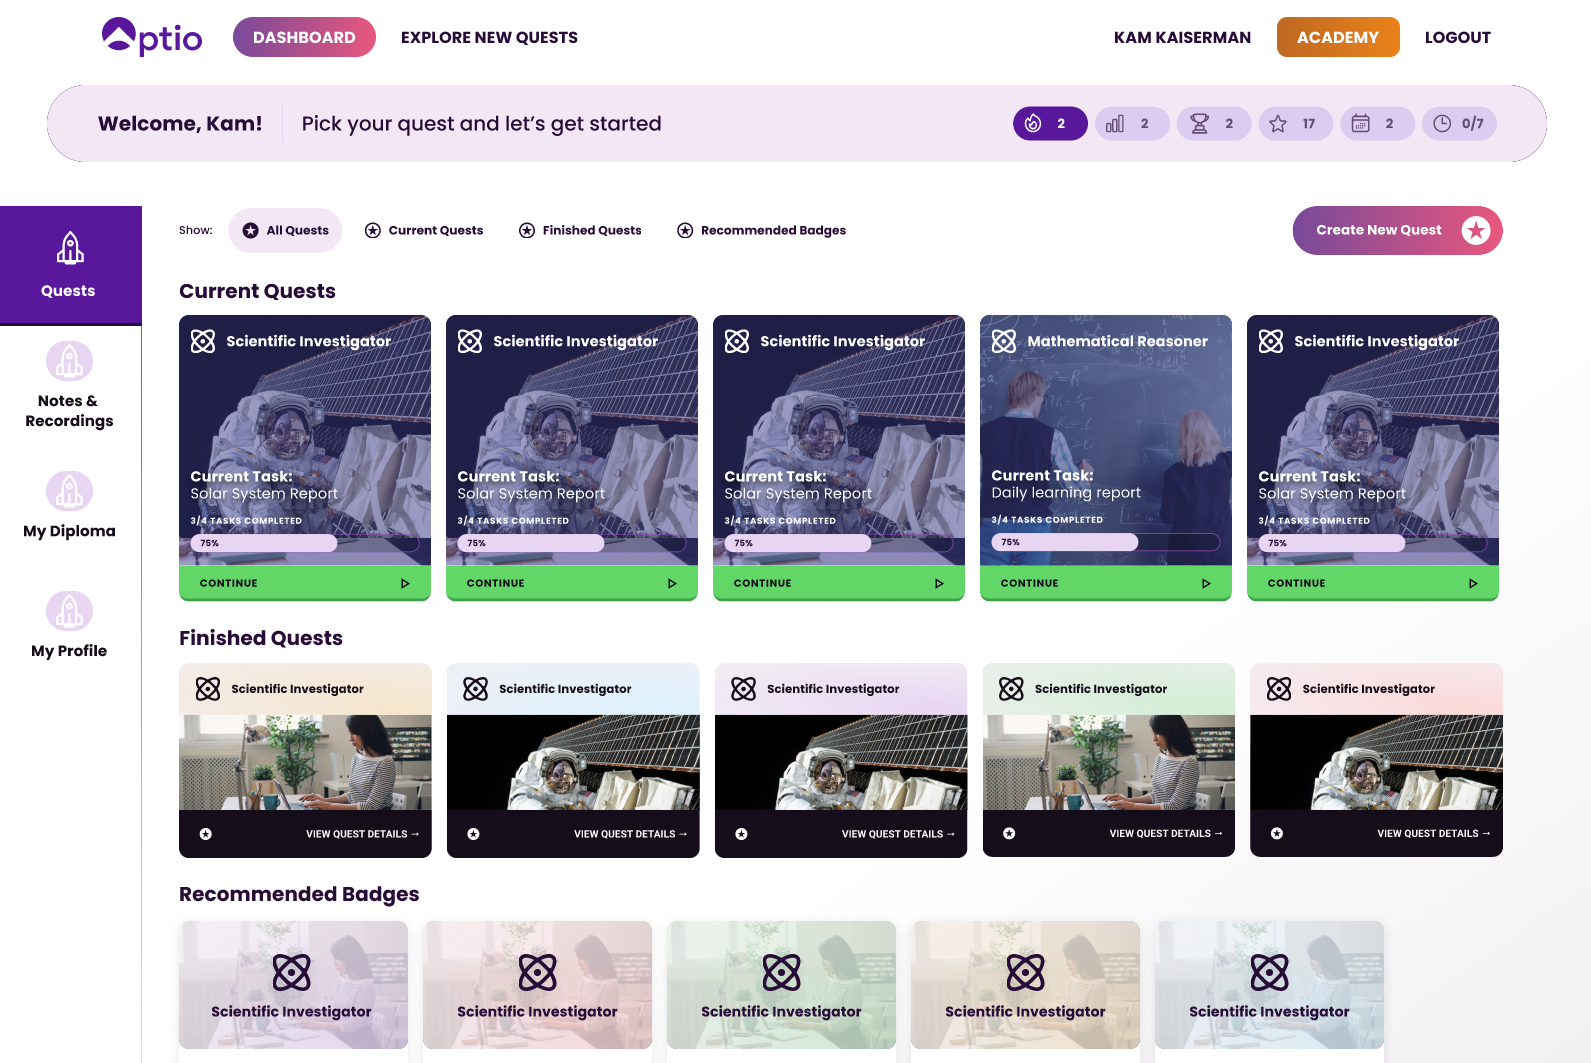 Optio
DASHBOARD
EXPLORE NEW QUESTS
KAM KAISERMAN
ACADEMY
LOGOUT
Welcome, Kam!
Pick your quest and let's get started
2
2
2
17
2
0/7
Quests
Notes &
Recordings
My Diploma
My Profile
Show:
All Quests
Current Quests
Finished Quests
Recommended Badges
Create New Quest
Current Quests
Scientific Investigator
Current Task:
Solar System Report
3/4 TASKS COMPLETED
75%
CONTINUE
Scientific Investigator
Current Task:
Solar System Report
3/4 TASKS COMPLETED
75%
CONTINUE
Scientific Investigator
Current Task:
Solar System Report
3/4 TASKS COMPLETED
75%
CONTINUE
Mathematical Reasoner
Current Task:
Daily learning report
3/4 TASKS COMPLETED
75%
CONTINUE
Scientific Investigator
Current Task:
Solar System Report
3/4 TASKS COMPLETED
75%
CONTINUE
Finished Quests
Scientific Investigator
VIEW QUEST DETAILS →
Scientific Investigator
VIEW QUEST DETAILS →
Scientific Investigator
VIEW QUEST DETAILS →
Scientific Investigator
VIEW QUEST DETAILS →
Scientific Investigator
VIEW QUEST DETAILS →
Recommended Badges
Scientific Investigator
Scientific Investigator
Scientific Investigator
Scientific Investigator
Scientific Investigator